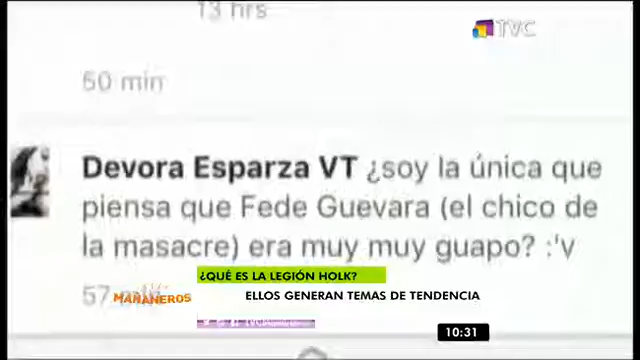 13 hrs
TVC
50 min
Devora Esparza VT ¿soy la única que
piensa que Fede Guevara (el chico de
la masacre) era muy muy guapo? :'v
57 min
¿QUÉ ES LA LEGIÓN HOLK?
MAÑANEROS
ELLOS GENERAN TEMAS DE TENDENCIA
10:31